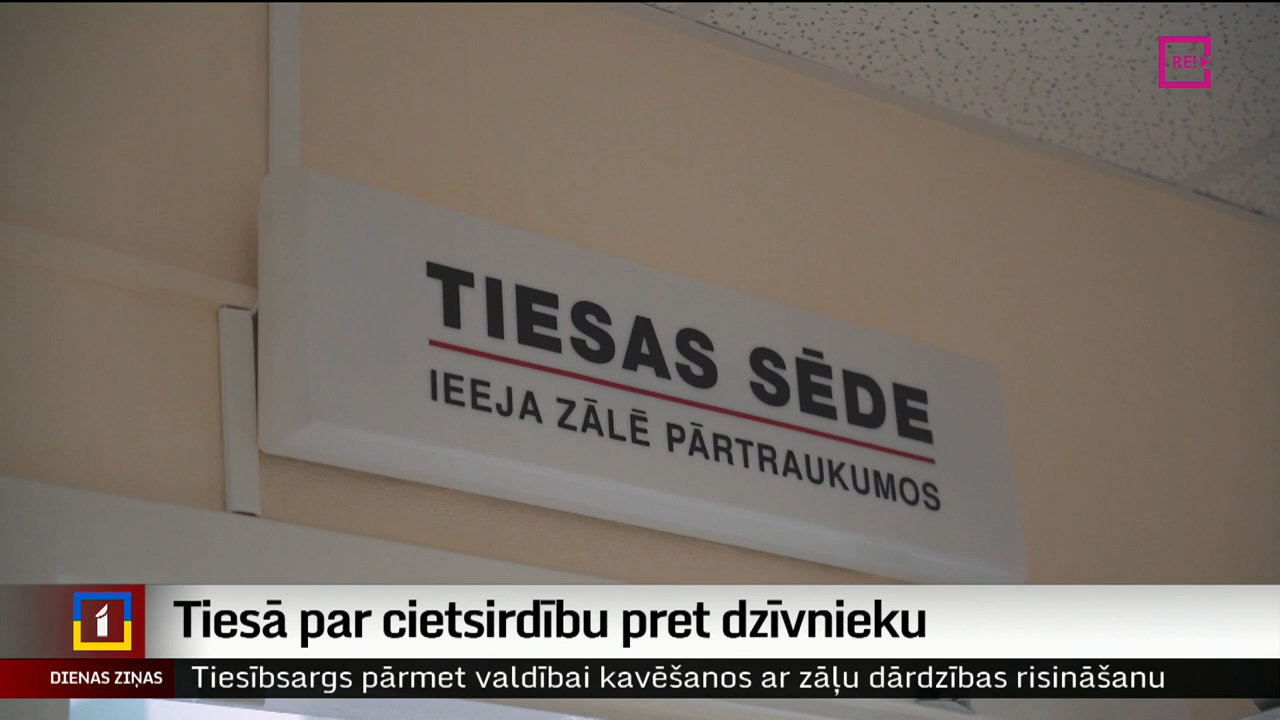 RE!
TIESAS SĒDE
IEEJA ZĀLĒ PĀRTRAUKUMOS
1
Tiesā par cietsirdību pret dzīvnieku
DIENAS ZIŅAS
Tiesībsargs pārmet valdībai kavēšanos ar zāļu dārdzības risināšanu